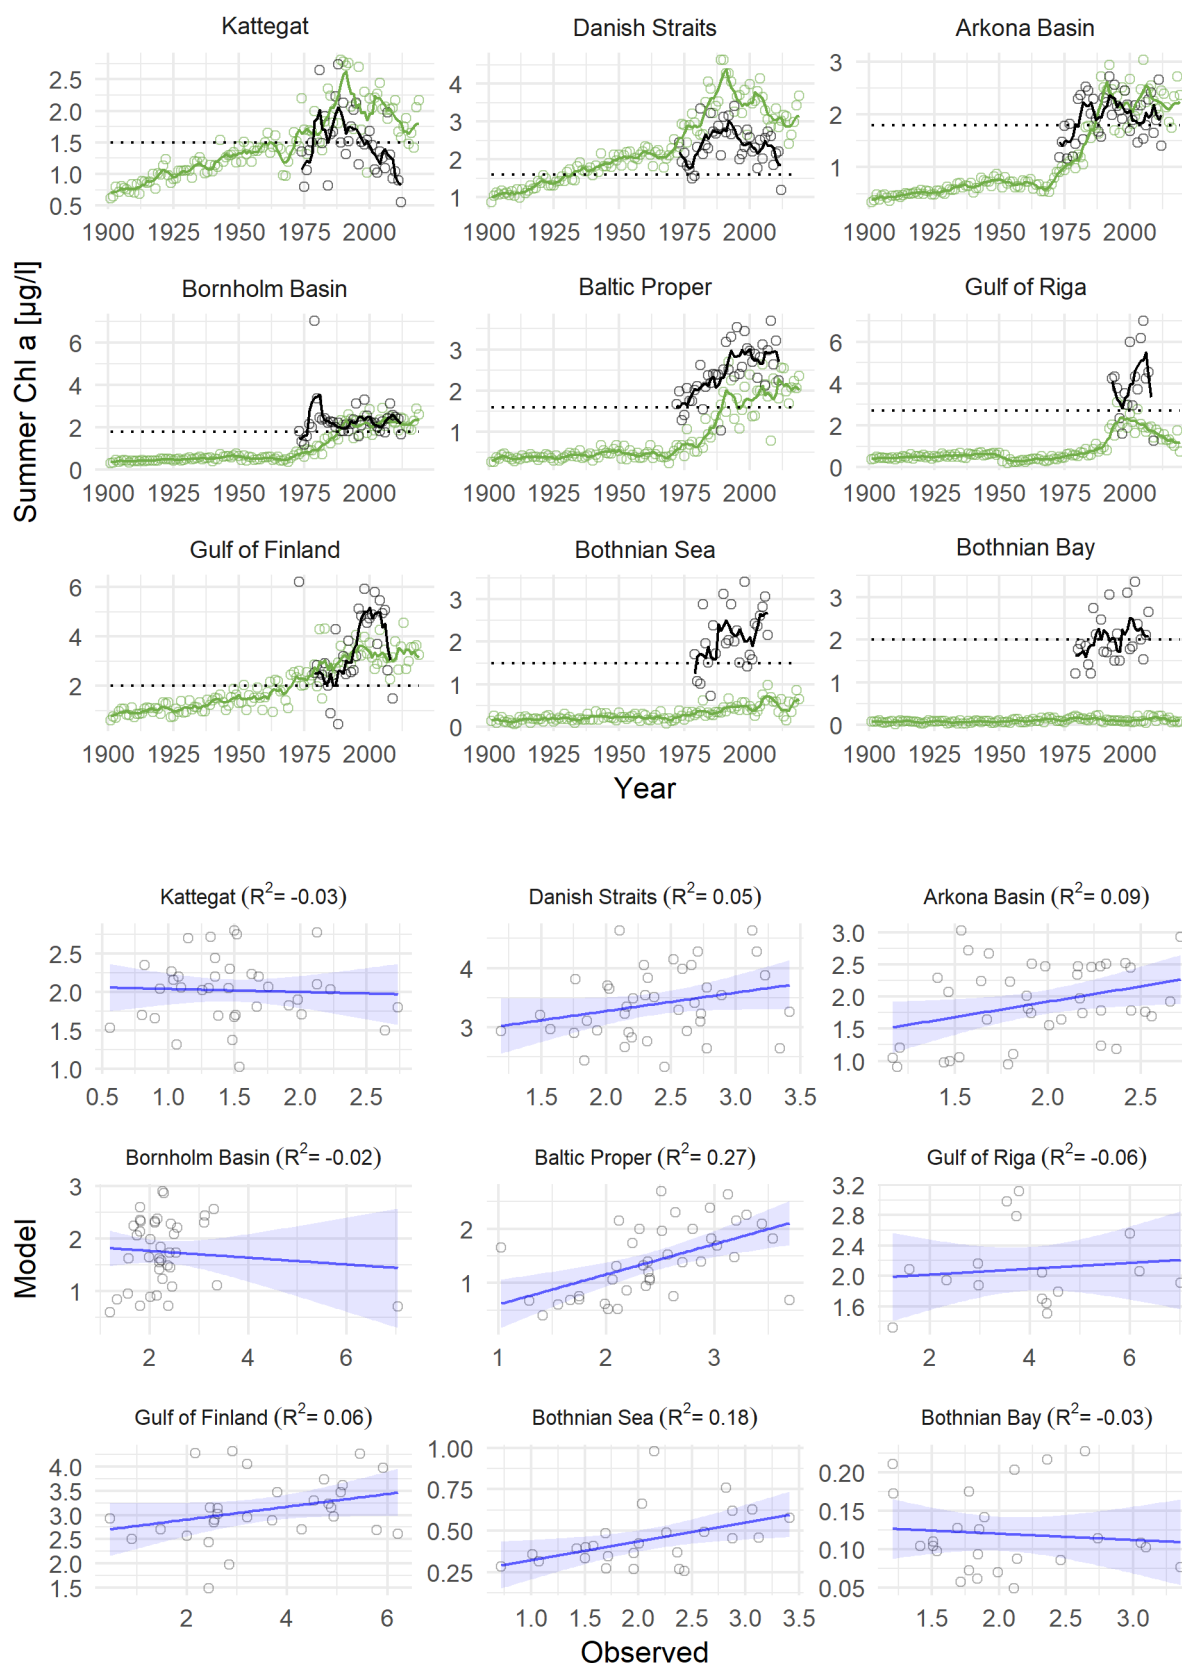 Kattegat Danish Straits Arkona Basin
2.5 2.0 1.5 1.0 0.5
4 3 2 1
3 2 1
1900 1925 1950 1975 2000 1900 1925 1950 1975 2000 1900 1925 1950 1975 2000
Summer Chl a [µg/l]
Bornholm Basin Baltic Proper Gulf of Riga
6 4 2 0
3 2 1
6 4 2 0
1900 1925 1950 1975 2000 1900 1925 1950 1975 2000 1900 1925 1950 1975 2000
Gulf of Finland Bothnian Sea Bothnian Bay
6 4 2
3 2 1 0
3 2 1 0
1900 1925 1950 1975 2000 1900 1925 1950 1975 2000 1900 1925 1950 1975 2000
Year
Kattegat (R²= -0.03) Danish Straits (R²= 0.05) Arkona Basin (R²= 0.09)
2.5 2.0 1.5 1.0
4 3
3.0 2.5 2.0 1.5 1.0
0.5 1.0 1.5 2.0 2.5 1.5 2.0 2.5 3.0 3.5 1.5 2.0 2.5
Model
Bornholm Basin (R²= -0.02) Baltic Proper (R²= 0.27) Gulf of Riga (R²= -0.06)
3 2 1
2 1
3.2 2.8 2.4 2.0 1.6
2 4 6 1 2 3 2 4 6
Gulf of Finland (R²= 0.06) Bothnian Sea (R²= 0.18) Bothnian Bay (R²= -0.03)
4.0 3.5 3.0 2.5 2.0 1.5
1.00 0.75 0.50 0.25
0.20 0.15 0.10 0.05
2 4 6 1.0 1.5 2.0 2.5 3.0 3.5 1.5 2.0 2.5 3.0
Observed